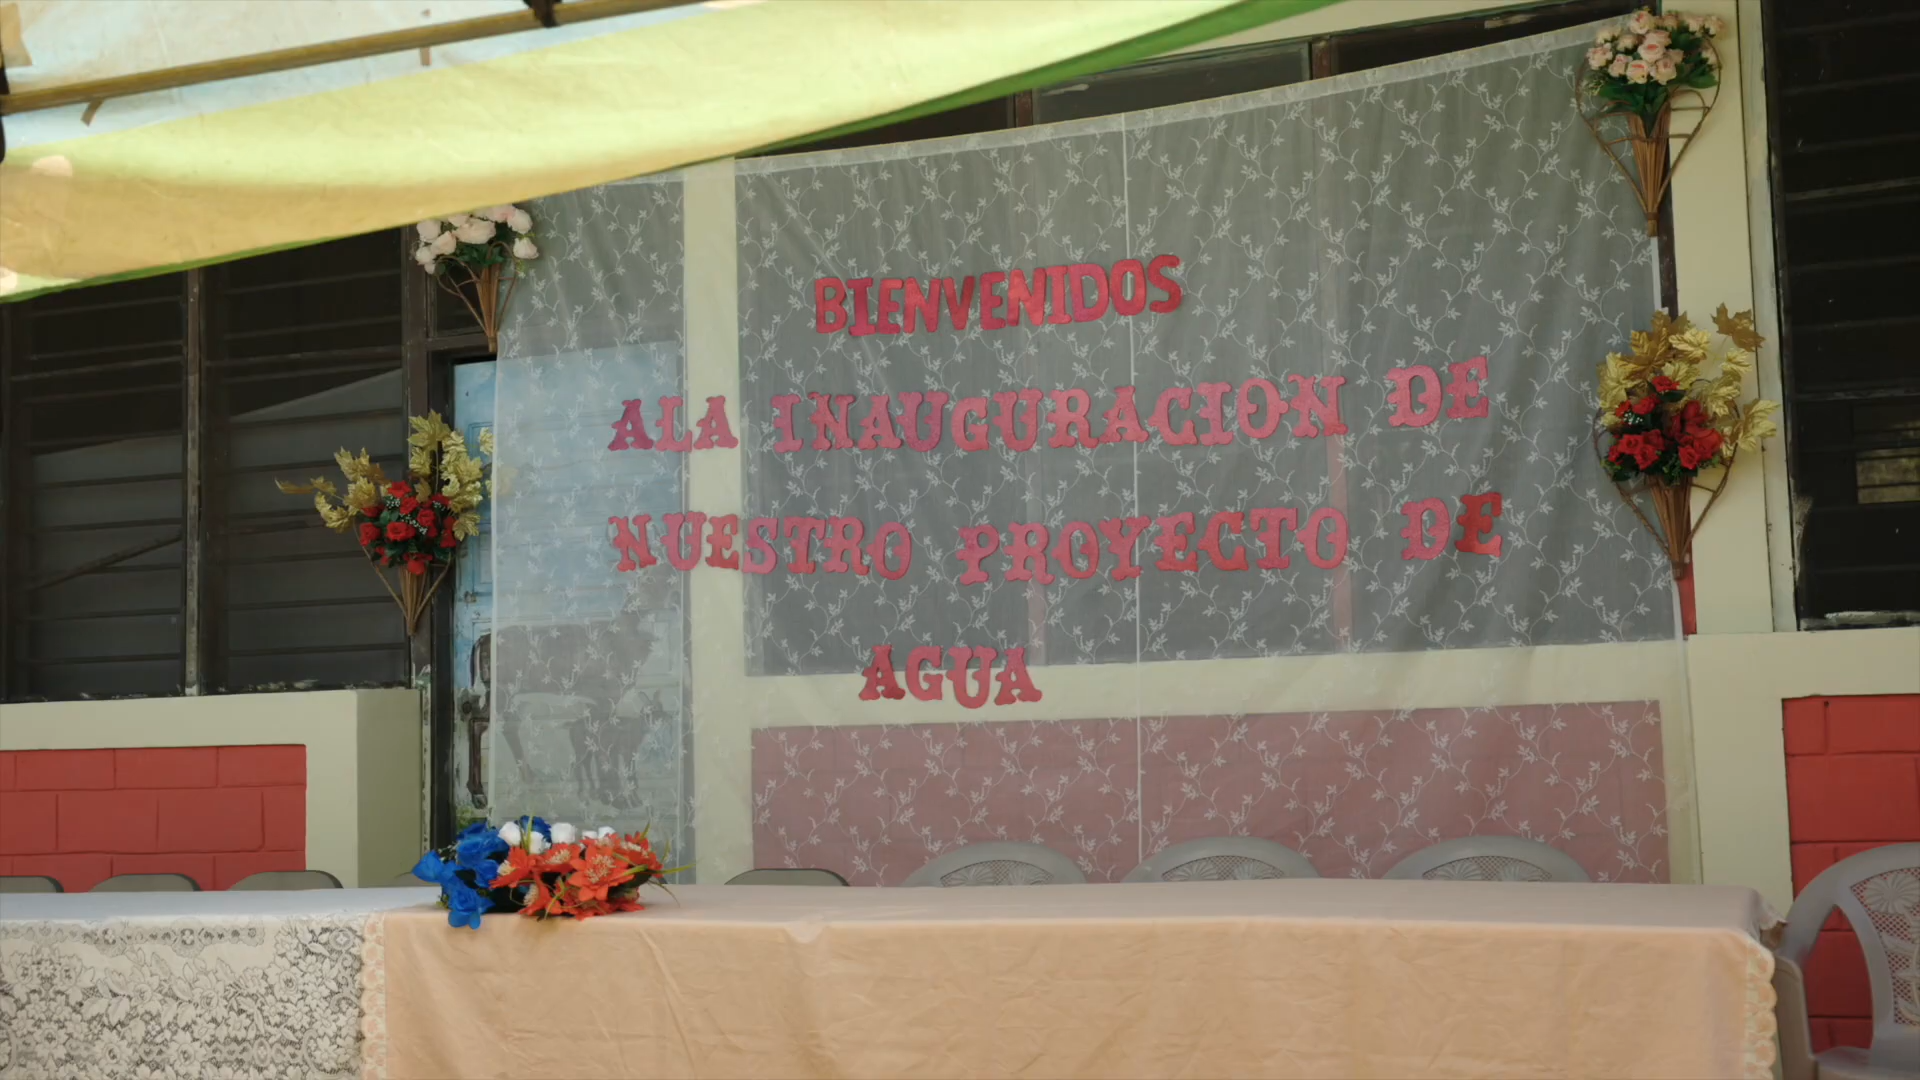 BIENVENIDOS
ALA INAUGURACION DE
NUESTRO PROYECTO DE
AGUA